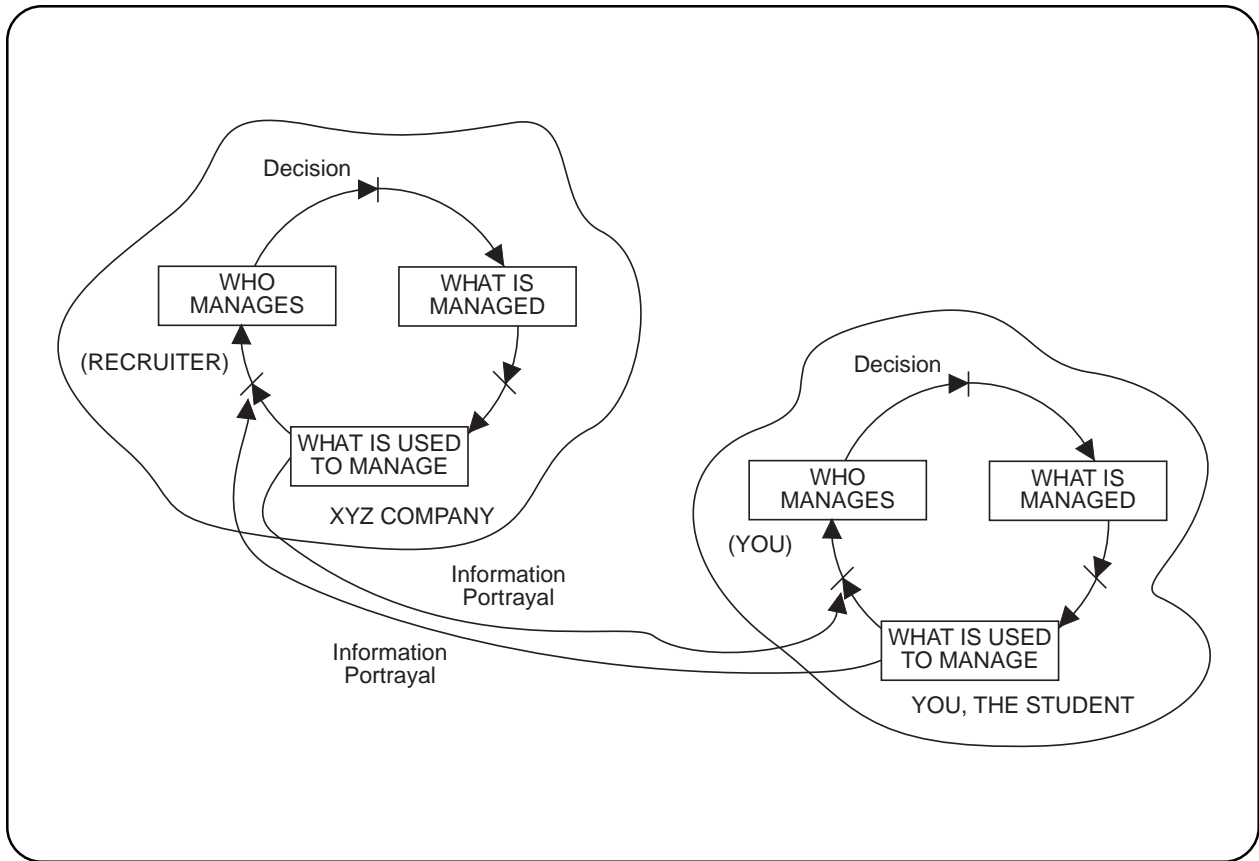 Decision
WHO
MANAGES
WHAT IS
MANAGED
(RECRUITER)
WHAT IS USED
TO MANAGE
XYZ COMPANY
Decision
WHO
MANAGES
WHAT IS
MANAGED
(YOU)
WHAT IS USED
TO MANAGE
YOU, THE STUDENT
Information
Portrayal
Information
Portrayal